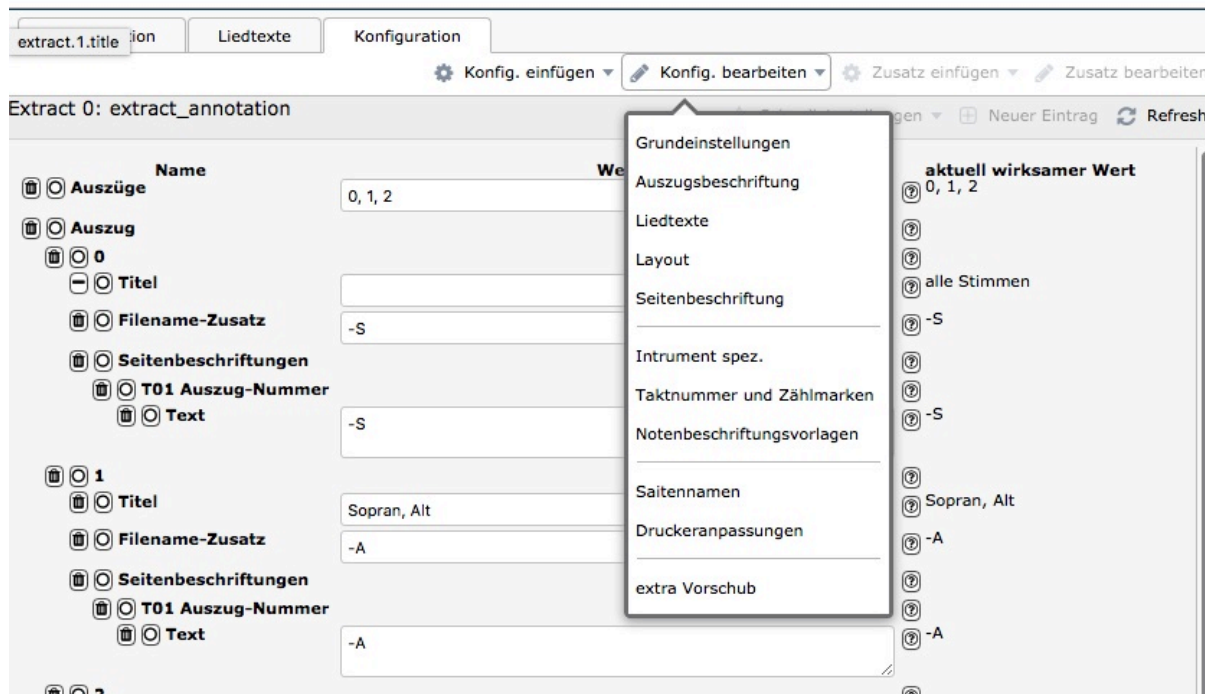 extract.1.title
ion
Liedtexte
Konfiguration
Konfig. einfügen
Konfig. bearbeiten
Zusatz einfügen
Zusatz bearbeiten
Extract 0: extract_annotation
gen
Neuer Eintrag
Refresh
Name
We
aktuell wirksamer Wert
Auszüge
0, 1, 2
0, 1, 2
Auszug
0
Titel
alle Stimmen
Filename-Zusatz
-S
-S
Seitenbeschriftungen
T01 Auszug-Nummer
Text
-S
-S
1
Titel
Sopran, Alt
Sopran, Alt
Filename-Zusatz
-A
-A
Seitenbeschriftungen
T01 Auszug-Nummer
Text
-A
-A
Grundeinstellungen
Auszugsbeschriftung
Liedtexte
Layout
Seitenbeschriftung
Intrument spez.
Taktnummer und Zählmarken
Notenbeschriftungsvorlagen
Saitennamen
Druckeranpassungen
extra Vorschub